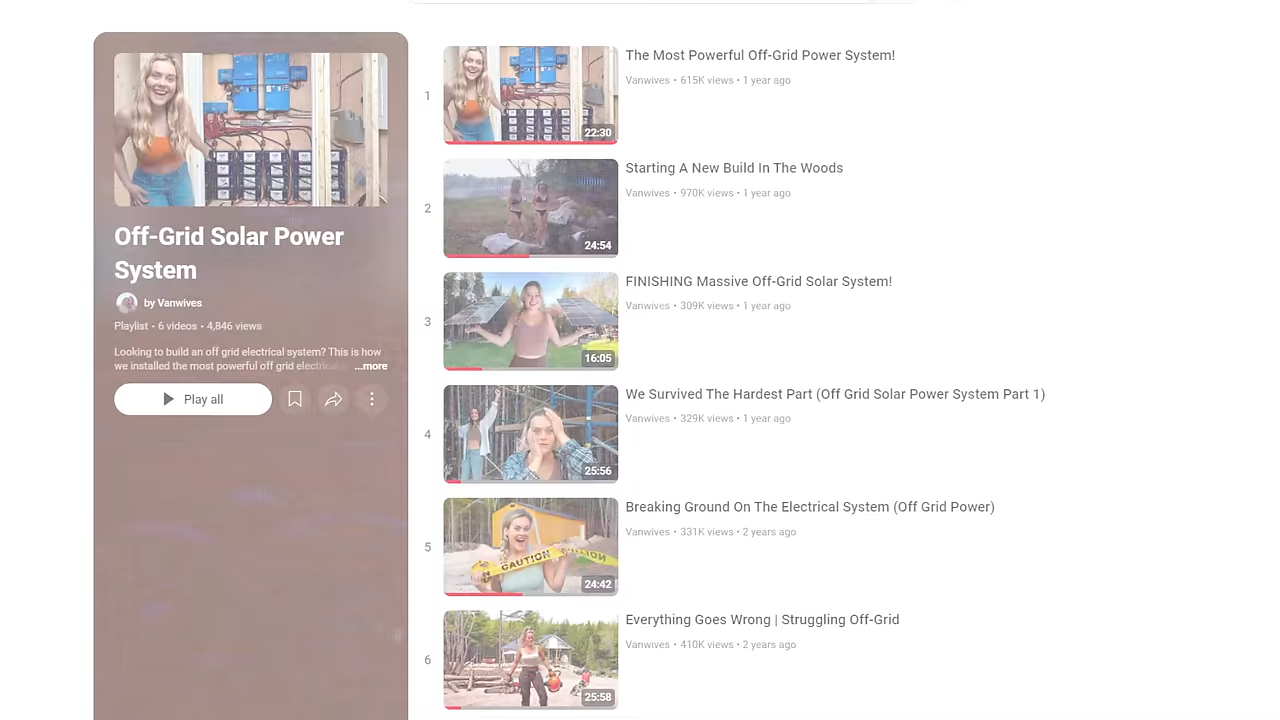 Off-Grid Solar Power
System
by Vanwives
Playlist • 6 videos • 4,846 views
Looking to build an off grid electrical system? This is how
we installed the most powerful off grid electrical ...more
Play all
1
22:30
The Most Powerful Off-Grid Power System!
Vanwives • 615K views • 1 year ago
2
24:54
Starting A New Build In The Woods
Vanwives • 970K views • 1 year ago
3
16:05
FINISHING Massive Off-Grid Solar System!
Vanwives • 309K views • 1 year ago
4
25:56
We Survived The Hardest Part (Off Grid Solar Power System Part 1)
Vanwives • 329K views • 1 year ago
5
CAUTION
24:42
Breaking Ground On The Electrical System (Off Grid Power)
Vanwives • 331K views • 2 years ago
6
25:58
Everything Goes Wrong | Struggling Off-Grid
Vanwives • 410K views • 2 years ago